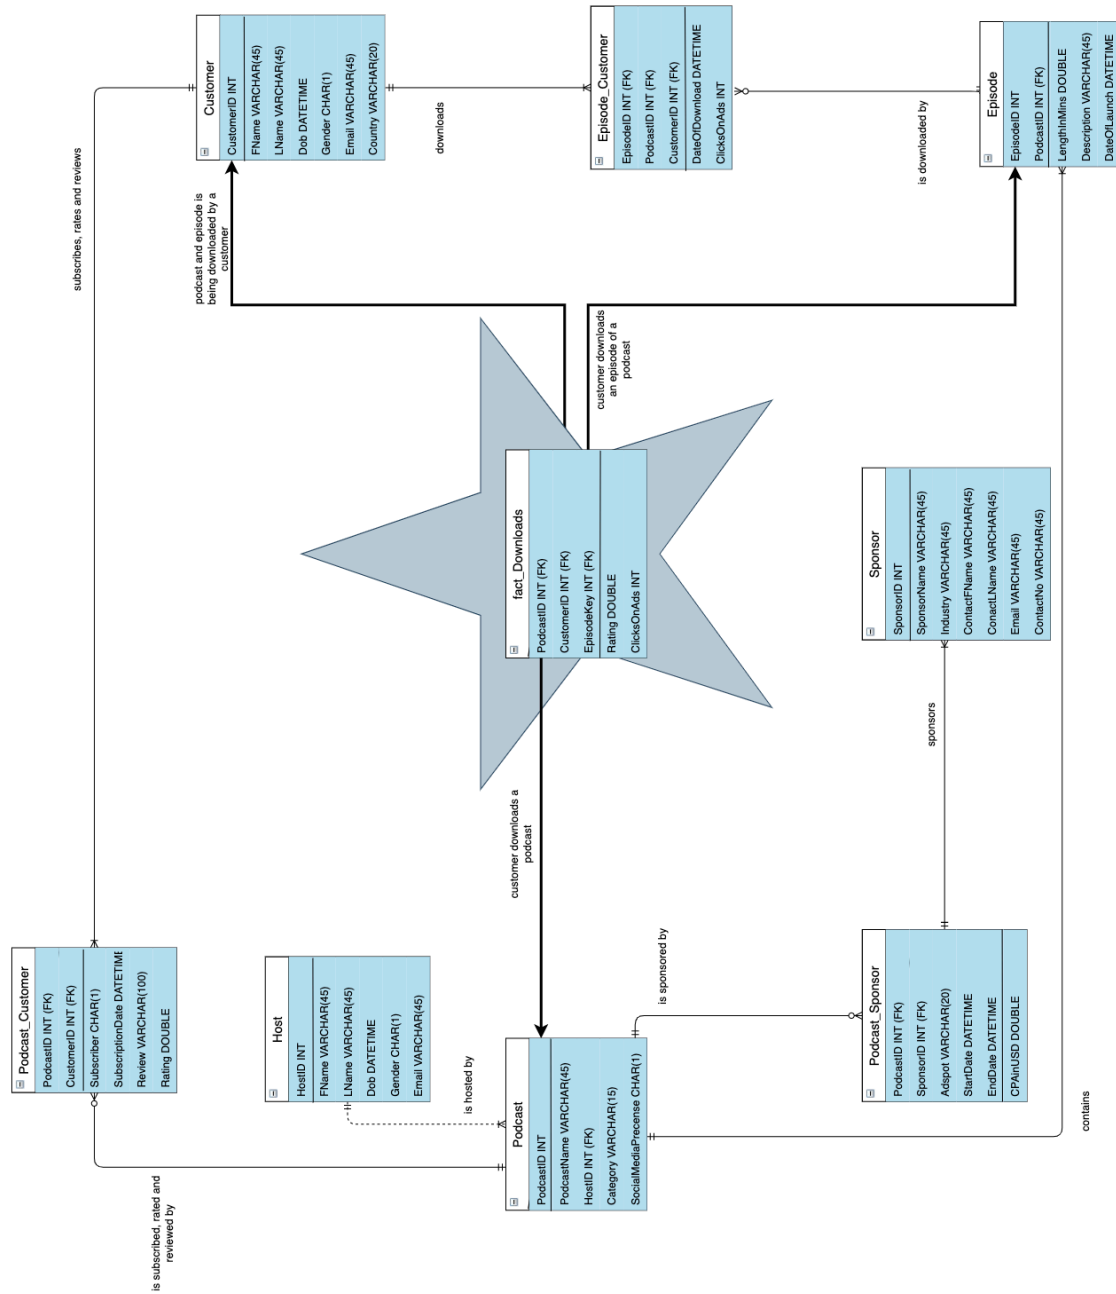 Customer
CustomerID INT
FName VARCHAR(45)
LName VARCHAR(45)
Dob DATETIME
Gender CHAR(1)
Email VARCHAR(45)
Country VARCHAR(20)
downloads
Episode_Customer
EpisodeID INT (FK)
PodcastID INT (FK)
CustomerID INT (FK)
DateOfDownload DATETIME
ClicksOnAds INT
is downloaded by
Episode
EpisodeID INT
PodcastID INT (FK)
LengthInMins DOUBLE
Description VARCHAR(45)
DateOfLaunch DATETIME
subscribes, rates and reviews
podcast and episode is
being downloaded by a
customer
customer downloads
an episode of a
podcast
fact_Downloads
PodcastID INT (FK)
CustomerID INT (FK)
EpisodeKey INT (FK)
Rating DOUBLE
ClicksOnAds INT
Sponsor
SponsorID INT
SponsorName VARCHAR(45)
Industry VARCHAR(45)
ContactFName VARCHAR(45)
ConactLName VARCHAR(45)
Email VARCHAR(45)
ContactNo VARCHAR(45)
customer downloads a
podcast
sponsors
Podcast_Customer
PodcastID INT (FK)
CustomerID INT (FK)
Subscriber CHAR(1)
SubscriptionDate DATETIME
Review VARCHAR(100)
Rating DOUBLE
Host
HostID INT
FName VARCHAR(45)
LName VARCHAR(45)
Dob DATETIME
Gender CHAR(1)
Email VARCHAR(45)
is hosted by
is sponsored by
Podcast
PodcastID INT
PodcastName VARCHAR(45)
HostID INT (FK)
Category VARCHAR(15)
SocialMediaPrecense CHAR(1)
Podcast_Sponsor
PodcastID INT (FK)
SponsorID INT (FK)
Adspot VARCHAR(20)
StartDate DATETIME
EndDate DATETIME
CPAinUSD DOUBLE
contains
is subscribed, rated and
reviewed by